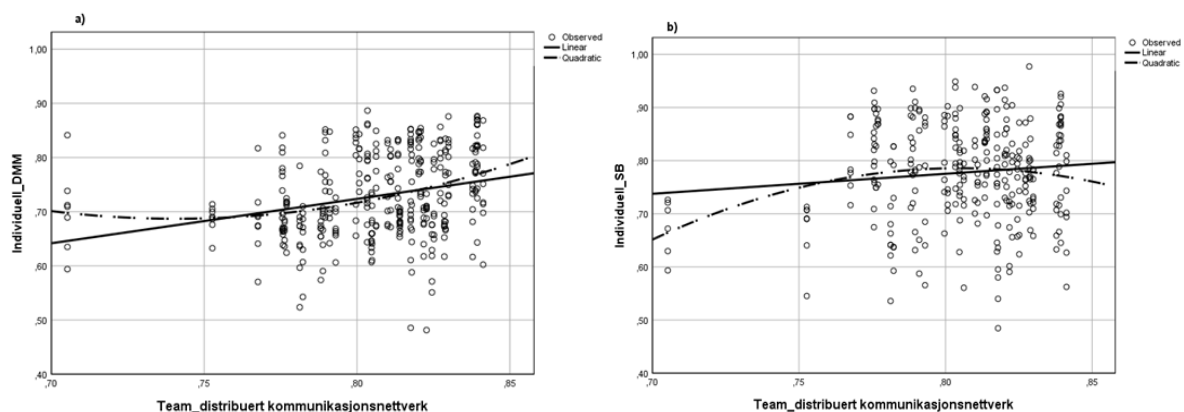 a)
Observed
Linear
Quadratic
Individuell_DMM
1,00
,90
,80
,70
,60
,50
,40
,70
,75
,80
,85
Team_distribuert kommunikasjonsnettverk
b)
Observed
Linear
Quadratic
Individuell_SB
1,00
,90
,80
,70
,60
,50
,40
,70
,75
,80
,85
Team_distribuert kommunikasjonsnettverk